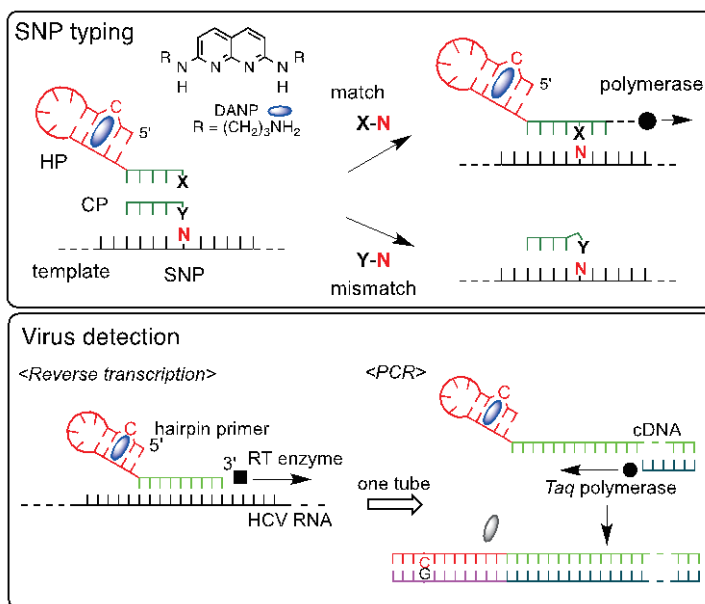 SNP typing
R
N
H
N
N
N
H
R
DANP
R = (CH2)3NH2
C
5'
HP
X
CP
Y
N
template
SNP
match
X-N
Y-N
mismatch
C
5'
polymerase
X
N
Y
N
Virus detection
<Reverse transcription>
C
5'
hairpin primer
3'
RT enzyme
HCV RNA
one tube
<PCR>
C
cDNA
Taq polymerase
C
G